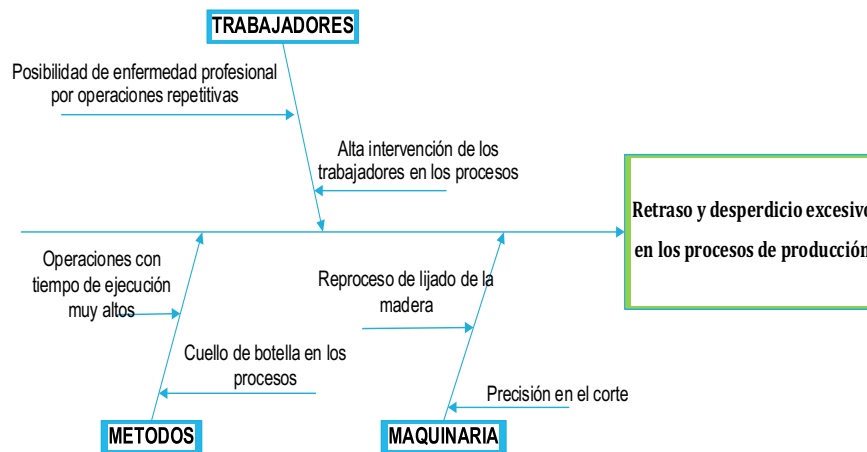 TRABAJADORES
Posibilidad de enfermedad profesional
por operaciones repetitivas
Alta intervención de los
trabajadores en los procesos
Retraso y desperdicio excesivo
en los procesos de producción
Operaciones con
tiempo de ejecución
muy altos
Reproceso de lijado de la
madera
Cuello de botella en los
procesos
Precisión en el corte
METODOS
MAQUINARIA